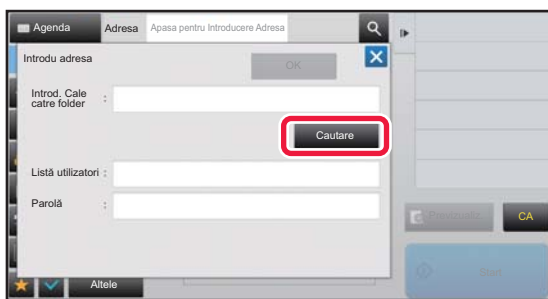 Agenda
Adresa
Apasa pentru Introducere Adresa
Introdu adresa
OK
Introd. Cale
catre folder :
Cautare
Listă utilizatori :
Parolă :
CA
Start
Altele